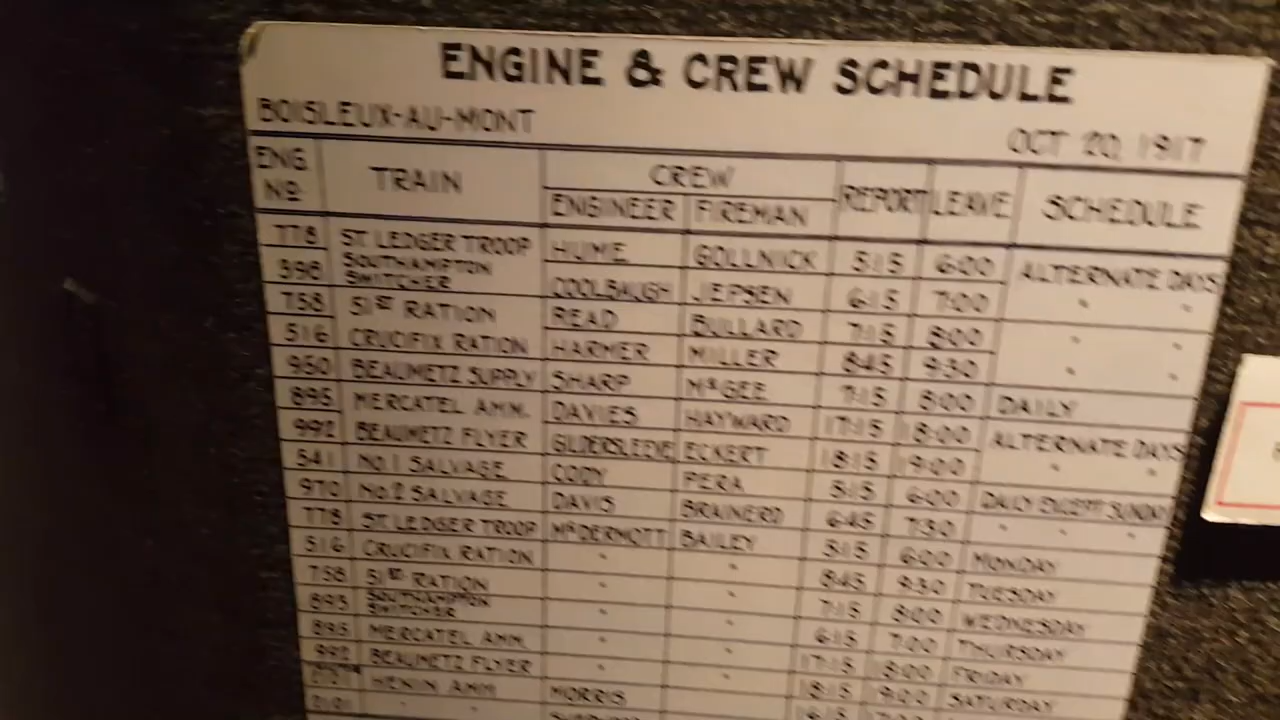 ENGINE & CREW SCHEDULE
BOISLEUX-AU-MONT OCT 20, 1917
ENG. Nº TRAIN CREW REPORT LEAVE SCHEDULE
ENGINEER FIREMAN
778 ST. LEDGER TROOP HUME GOLLNICK 5:15 6:00 ALTERNATE DAYS
SOUTHAMPTON SWITCHER COOLBAUGH JEPSEN 6:15 7:00 " "
758 51ST RATION READ BULLARD 7:15 8:00 " "
516 CRUCIFIX RATION HARMER MILLER 8:45 9:30 " "
950 BEAUMETZ SUPPLY SHARP McGEE 7:15 8:00 DAILY
895 MERCATEL AMM. DAVIES HAYWARD 17:15 18:00 ALTERNATE DAYS
992 BEAUMETZ FLYER GILDERSLEEVE ECKERT 18:15 19:00 " "
541 No. 1 SALVAGE CODY PERA 5:15 6:00 DAILY EXCEPT SUNDAY
970 No. 2 SALVAGE DAVIS BRAINERD 6:45 7:30 " "
778 ST. LEDGER TROOP McDERMOTT BAILEY 5:15 6:00 MONDAY
516 CRUCIFIX RATION " " 8:45 9:30 TUESDAY
758 51ST RATION " " 7:15 8:00 WEDNESDAY
895 SOUTHAMPTON SWITCHER " " 6:15 7:00 THURSDAY
895 MERCATEL AMM. " " 17:15 18:00 FRIDAY
992 BEAUMETZ FLYER " " 18:15 19:00 SATURDAY
HENIN AMM MORRIS